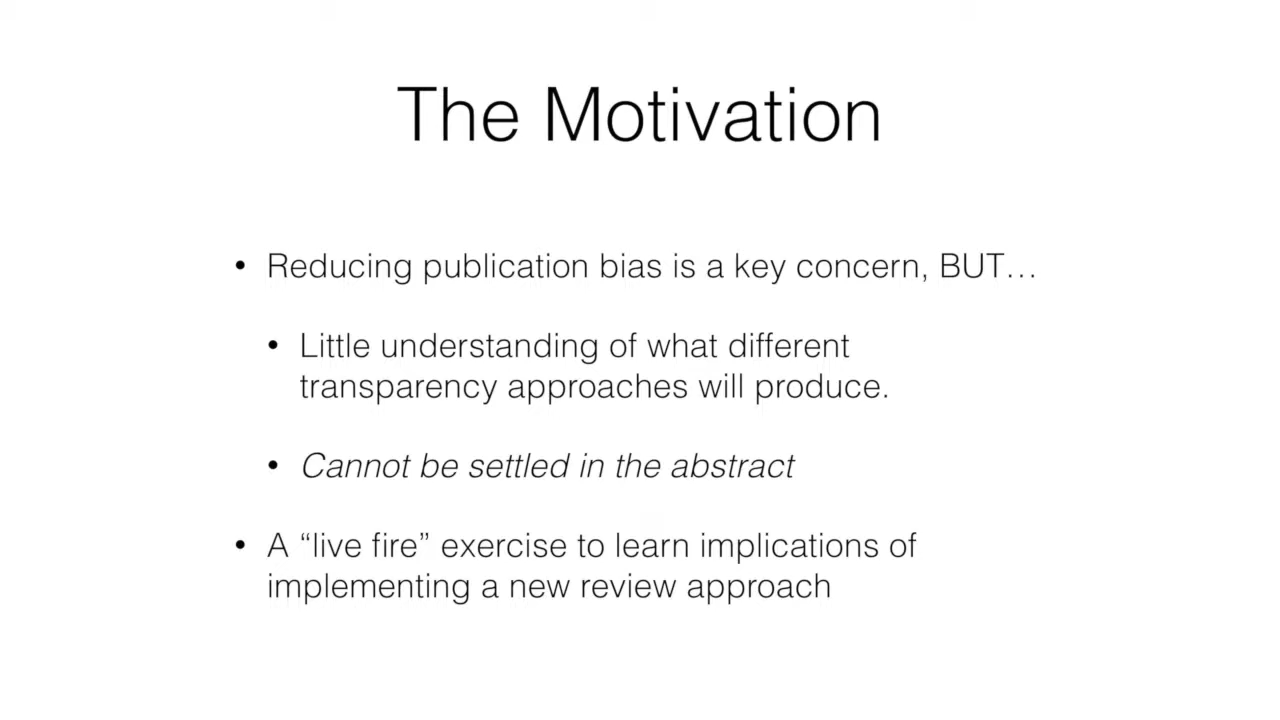 The Motivation
• Reducing publication bias is a key concern, BUT…
• Little understanding of what different
transparency approaches will produce.
• Cannot be settled in the abstract
• A “live fire” exercise to learn implications of
implementing a new review approach